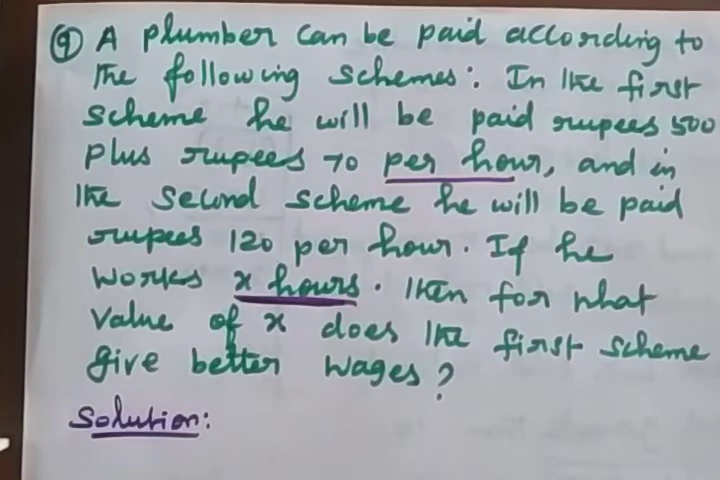 9 A plumber can be paid according to
the following schemes: In the first
scheme he will be paid rupees 500
plus rupees 70 per hour, and in
the second scheme he will be paid
rupees 120 per hour. If he
works x hours. Then for what
value of x does the first scheme
give better wages?
Solution: